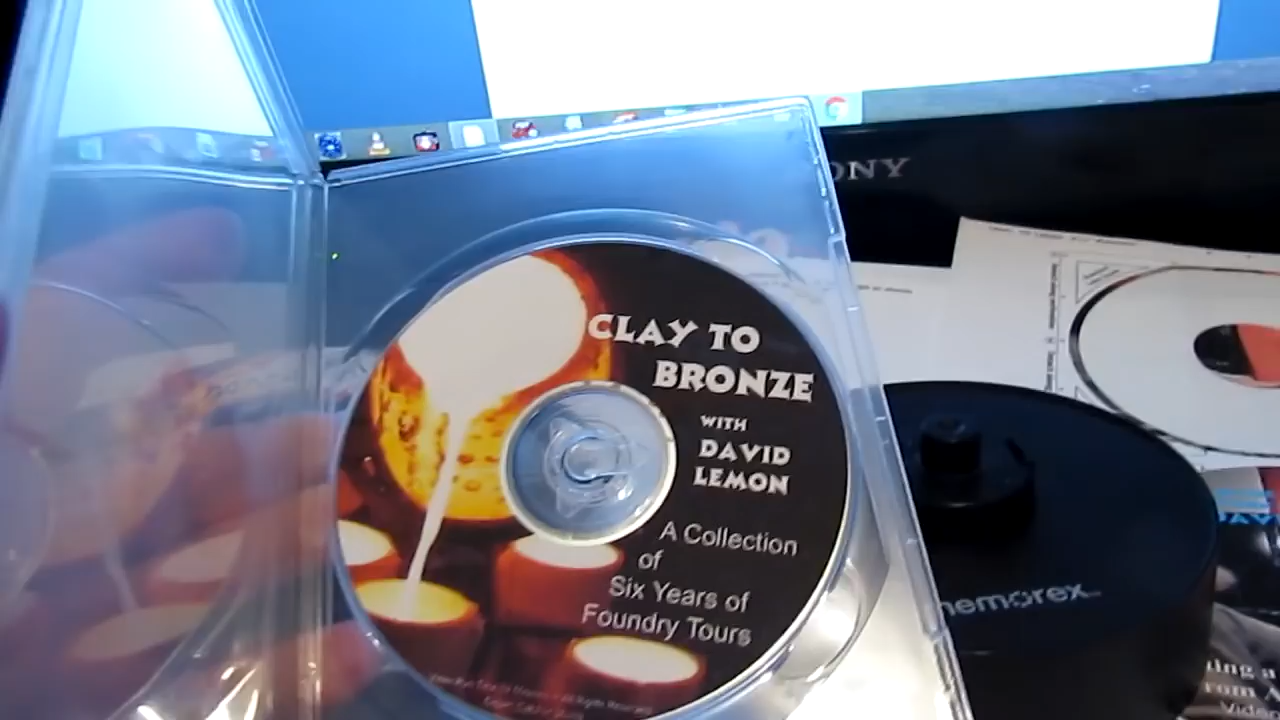 CLAY TO
BRONZE
WITH
DAVID
LEMON
A Collection
of
Six Years of
Foundry Tours
ONY
memorex